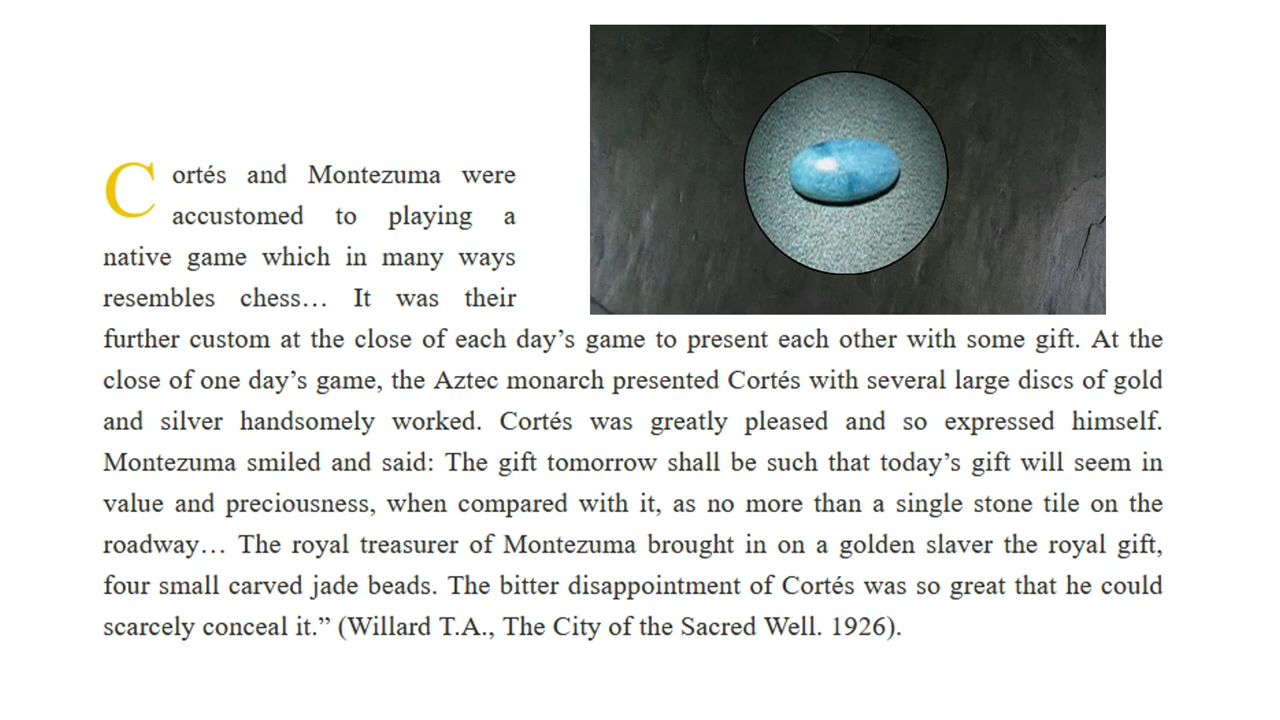 Cortés and Montezuma were
accustomed to playing a
native game which in many ways
resembles chess… It was their
further custom at the close of each day’s game to present each other with some gift. At the
close of one day’s game, the Aztec monarch presented Cortés with several large discs of gold
and silver handsomely worked. Cortés was greatly pleased and so expressed himself.
Montezuma smiled and said: The gift tomorrow shall be such that today’s gift will seem in
value and preciousness, when compared with it, as no more than a single stone tile on the
roadway… The royal treasurer of Montezuma brought in on a golden slaver the royal gift,
four small carved jade beads. The bitter disappointment of Cortés was so great that he could
scarcely conceal it.” (Willard T.A., The City of the Sacred Well. 1926).